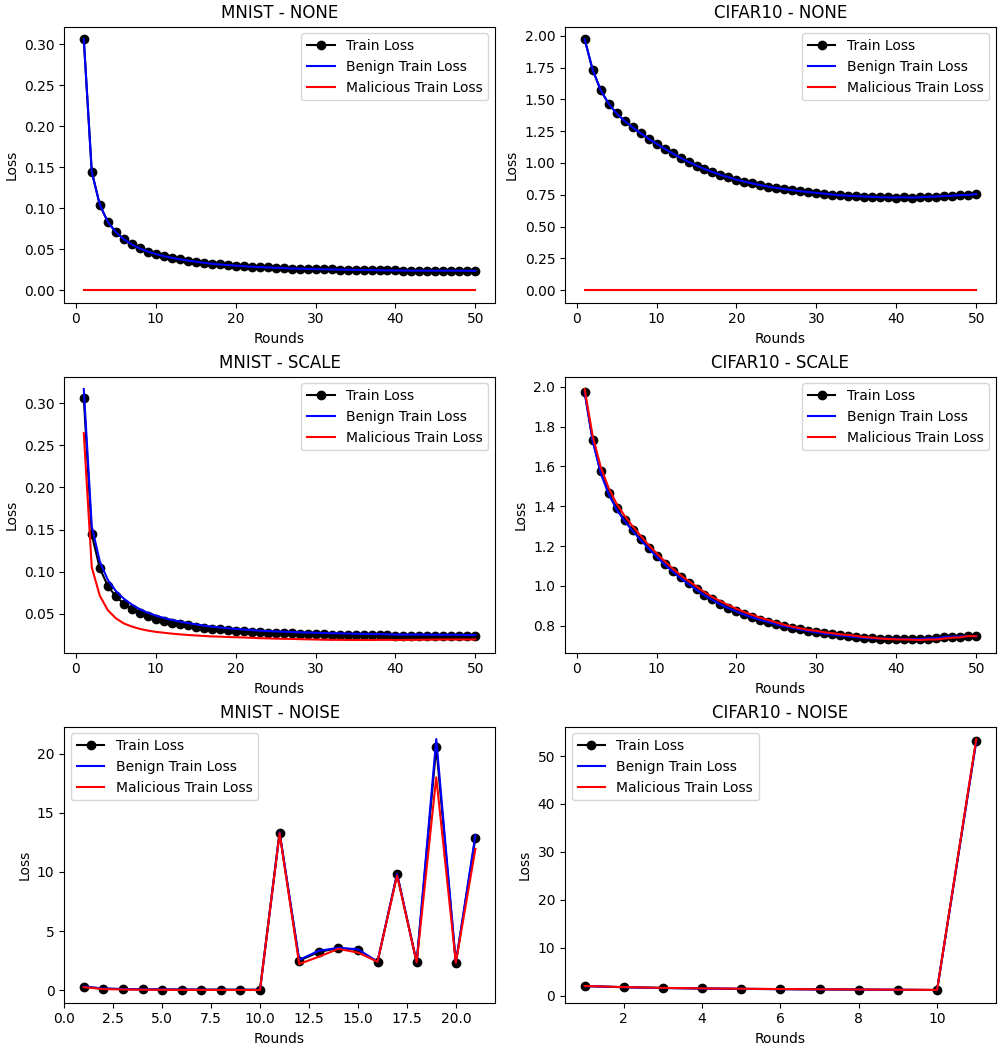 MNIST - NONE
0.30
0.25
0.20
0.15
0.10
0.05
0.00
Loss
Train Loss
Benign Train Loss
Malicious Train Loss
0 10 20 30 40 50
Rounds
CIFAR10 - NONE
2.00
1.75
1.50
1.25
1.00
0.75
0.50
0.25
0.00
Loss
Train Loss
Benign Train Loss
Malicious Train Loss
0 10 20 30 40 50
Rounds
MNIST - SCALE
0.30
0.25
0.20
0.15
0.10
0.05
Loss
Train Loss
Benign Train Loss
Malicious Train Loss
0 10 20 30 40 50
Rounds
CIFAR10 - SCALE
2.0
1.8
1.6
1.4
1.2
1.0
0.8
Loss
Train Loss
Benign Train Loss
Malicious Train Loss
0 10 20 30 40 50
Rounds
MNIST - NOISE
20
15
10
5
0
Loss
Train Loss
Benign Train Loss
Malicious Train Loss
0.0 2.5 5.0 7.5 10.0 12.5 15.0 17.5 20.0
Rounds
CIFAR10 - NOISE
50
40
30
20
10
0
Loss
Train Loss
Benign Train Loss
Malicious Train Loss
2 4 6 8 10
Rounds